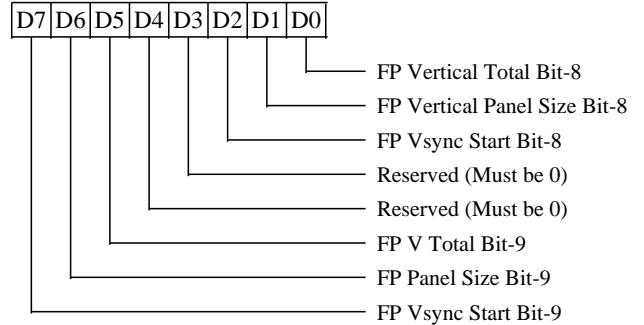 D7 D6 D5 D4 D3 D2 D1 D0
FP Vertical Total Bit-8
FP Vertical Panel Size Bit-8
FP Vsync Start Bit-8
Reserved (Must be 0)
Reserved (Must be 0)
FP V Total Bit-9
FP Panel Size Bit-9
FP Vsync Start Bit-9